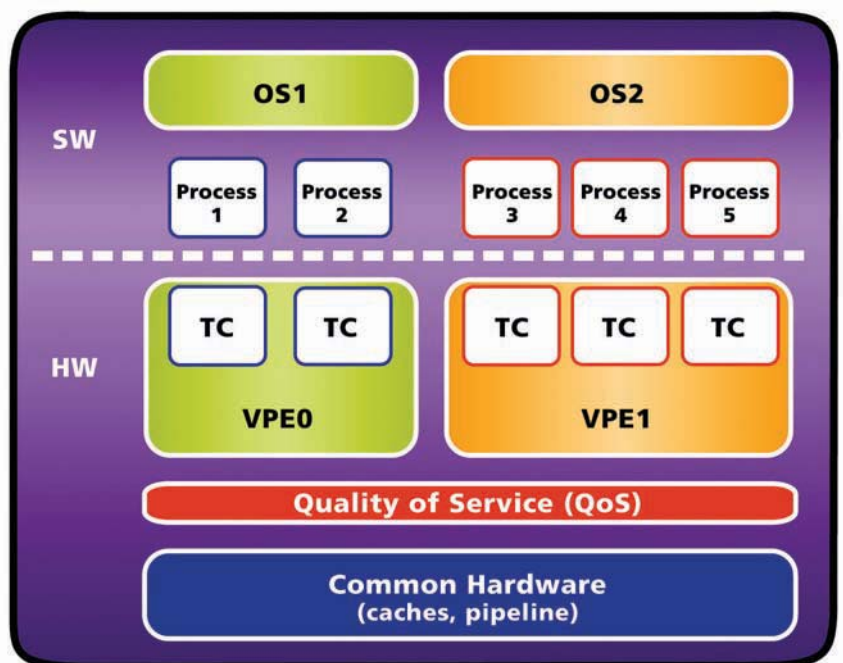 OS1
OS2
SW
Process
1
Process
2
Process
3
Process
4
Process
5
HW
TC
TC
TC
TC
TC
VPE0
VPE1
Quality of Service (QoS)
Common Hardware
(caches, pipeline)